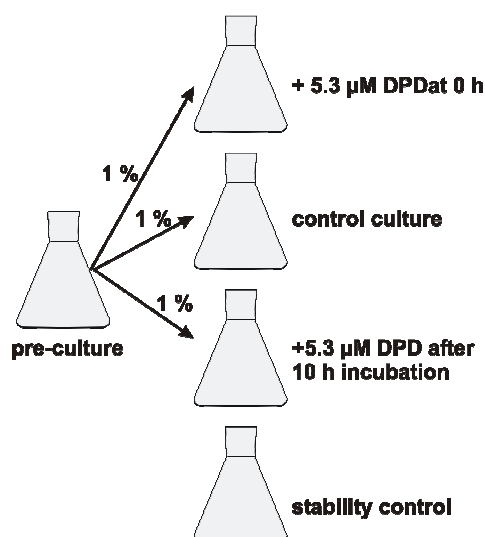 + 5.3 µM DPDat 0 h
1 %
1 %
control culture
1 %
pre-culture
+5.3 µM DPD after
10 h incubation
stability control